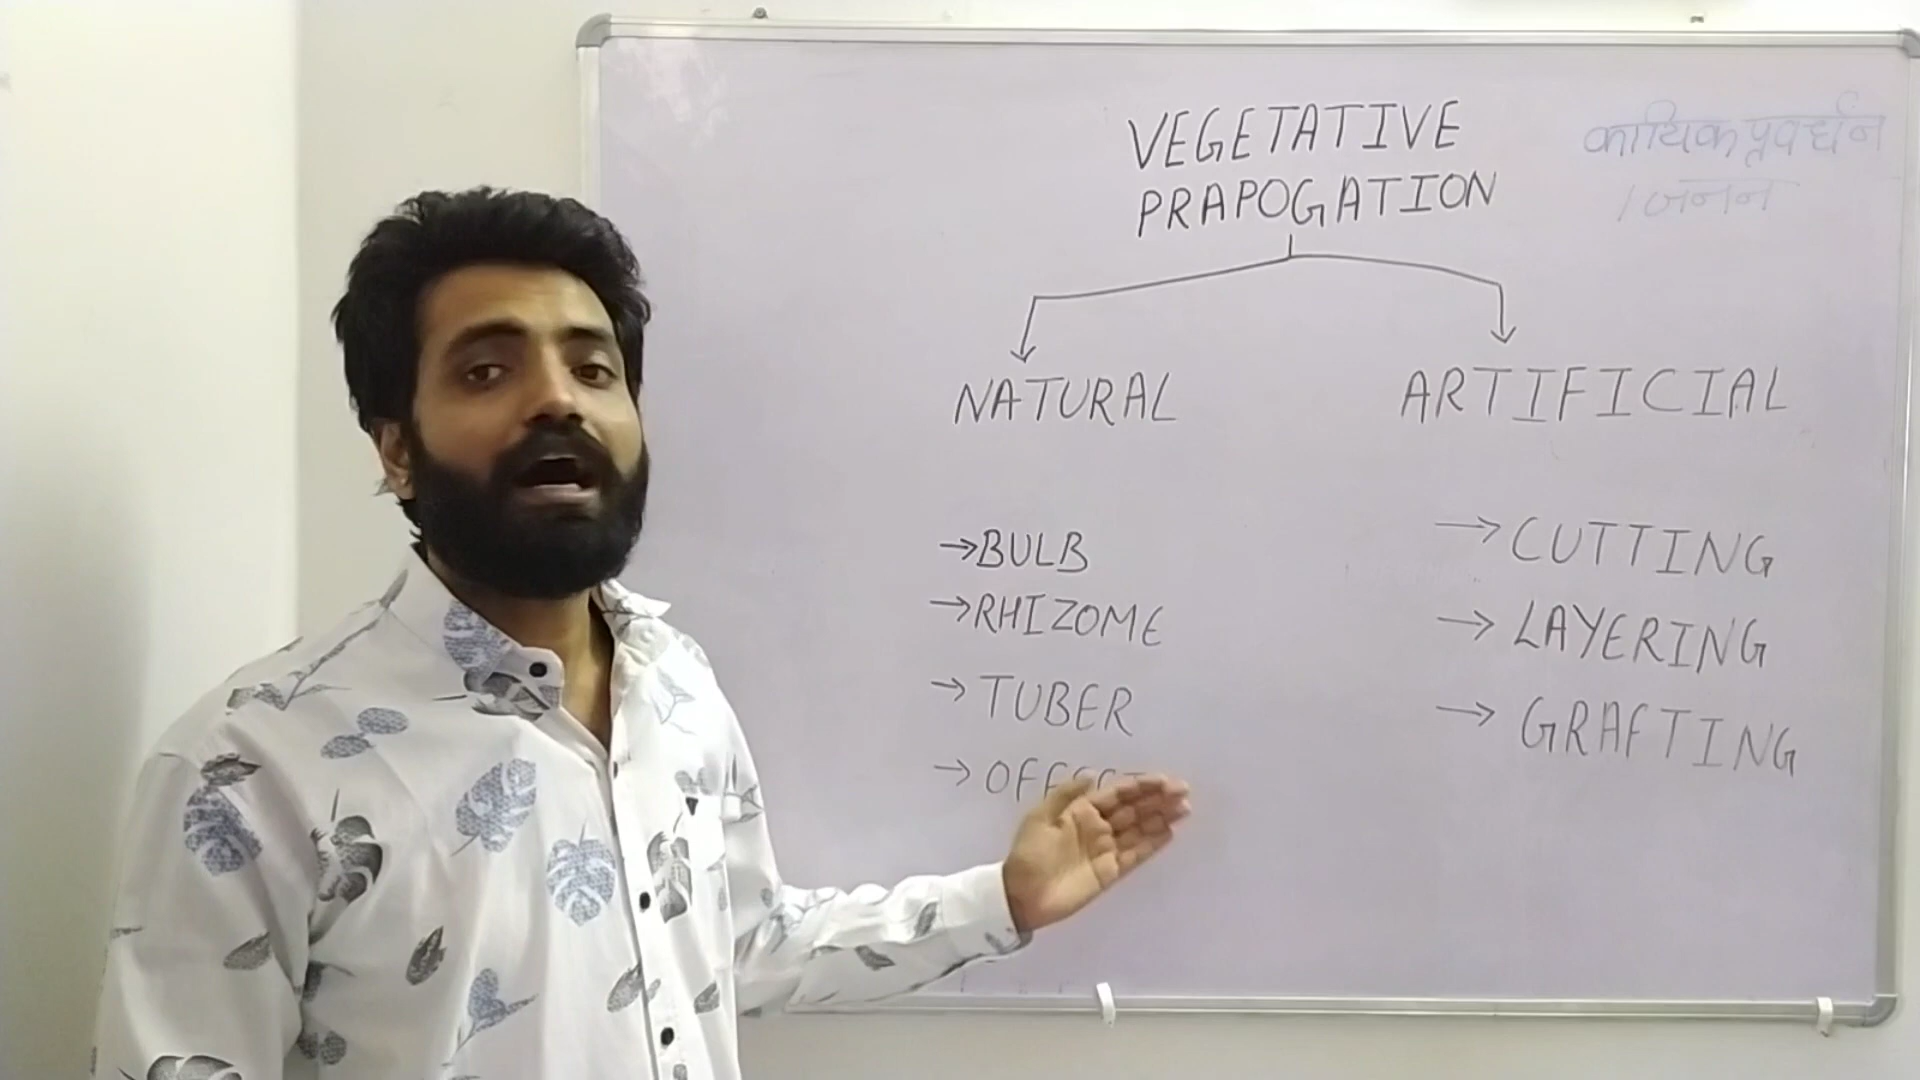 VEGETATIVE
PRAPOGATION
कायिक प्रवर्धन
/ जनन
NATURAL
ARTIFICIAL
→BULB
→RHIZOME
→ TUBER
→ CUTTING
→ LAYERING
→ GRAFTING